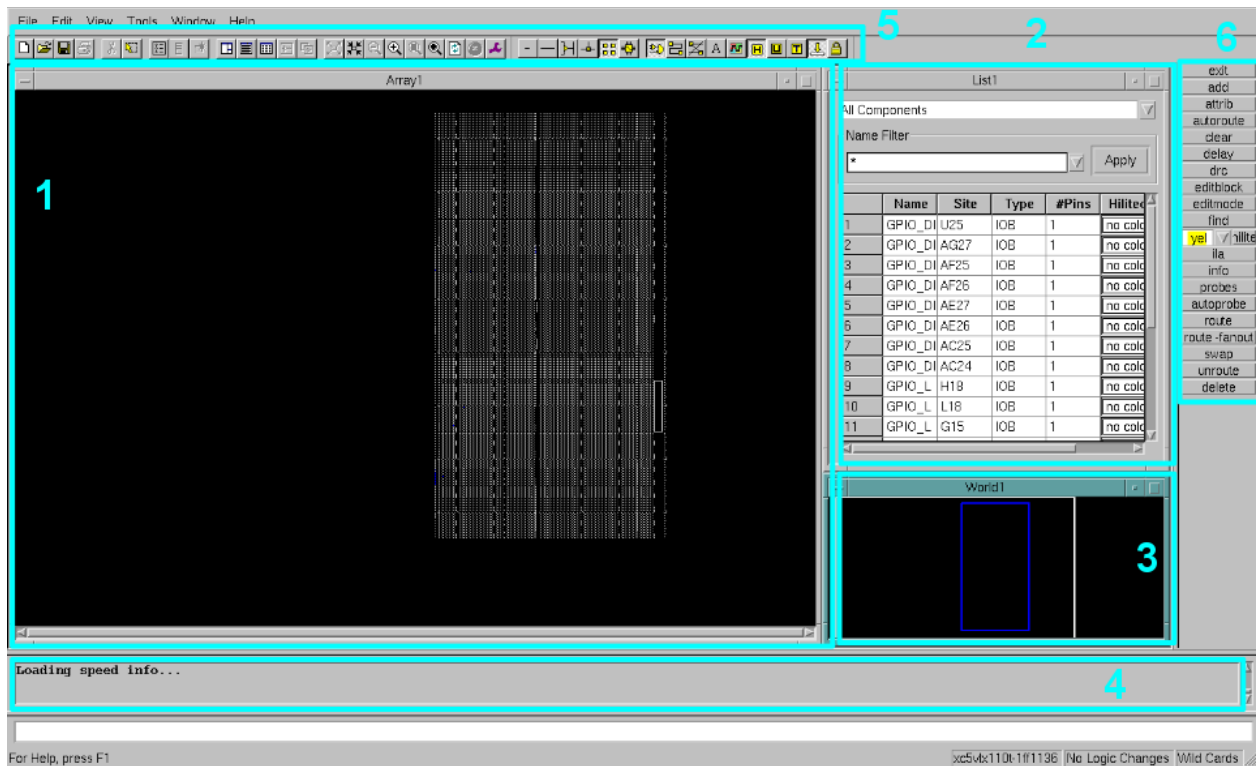 File Edit View Tools Window Help
5
2
6
A H U T
Array1
List1
1
All Components
Name Filter
* Apply
Name Site Type #Pins Hilited
1 GPIO_DI U25 IOB 1 no colo
2 GPIO_DI AG27 IOB 1 no colo
3 GPIO_DI AF25 IOB 1 no colo
4 GPIO_DI AF26 IOB 1 no colo
5 GPIO_DI AE27 IOB 1 no colo
6 GPIO_DI AE26 IOB 1 no colo
7 GPIO_DI AC25 IOB 1 no colo
8 GPIO_DI AC24 IOB 1 no colo
9 GPIO_L H18 IOB 1 no colo
10 GPIO_L L18 IOB 1 no colo
11 GPIO_L G15 IOB 1 no colo
exit
add
attrib
autoroute
clear
delay
drc
editblock
editmode
find
yel hilite
ila
info
probes
autoprobe
route
route -fanout
swap
unroute
delete
World1
3
Loading speed info...
4
For Help, press F1
xc5vlx110t-1ff1136 No Logic Changes Wild Cards